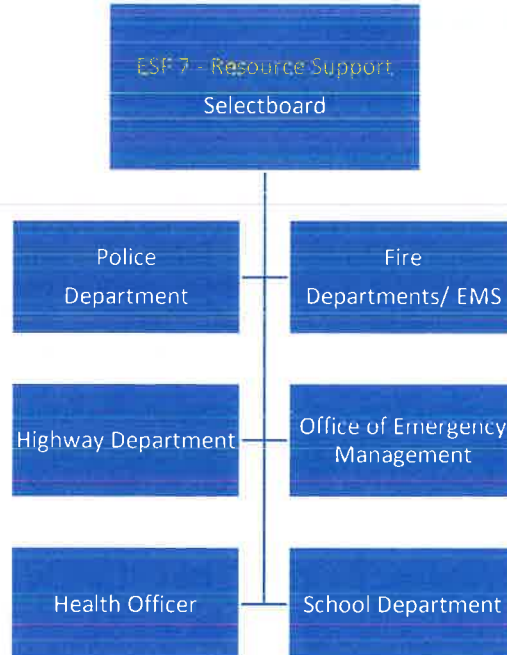 ESF 7 - Resource Support
Selectboard
Police
Department
Fire
Departments/ EMS
Highway Department
Office of Emergency
Management
Health Officer
School Department